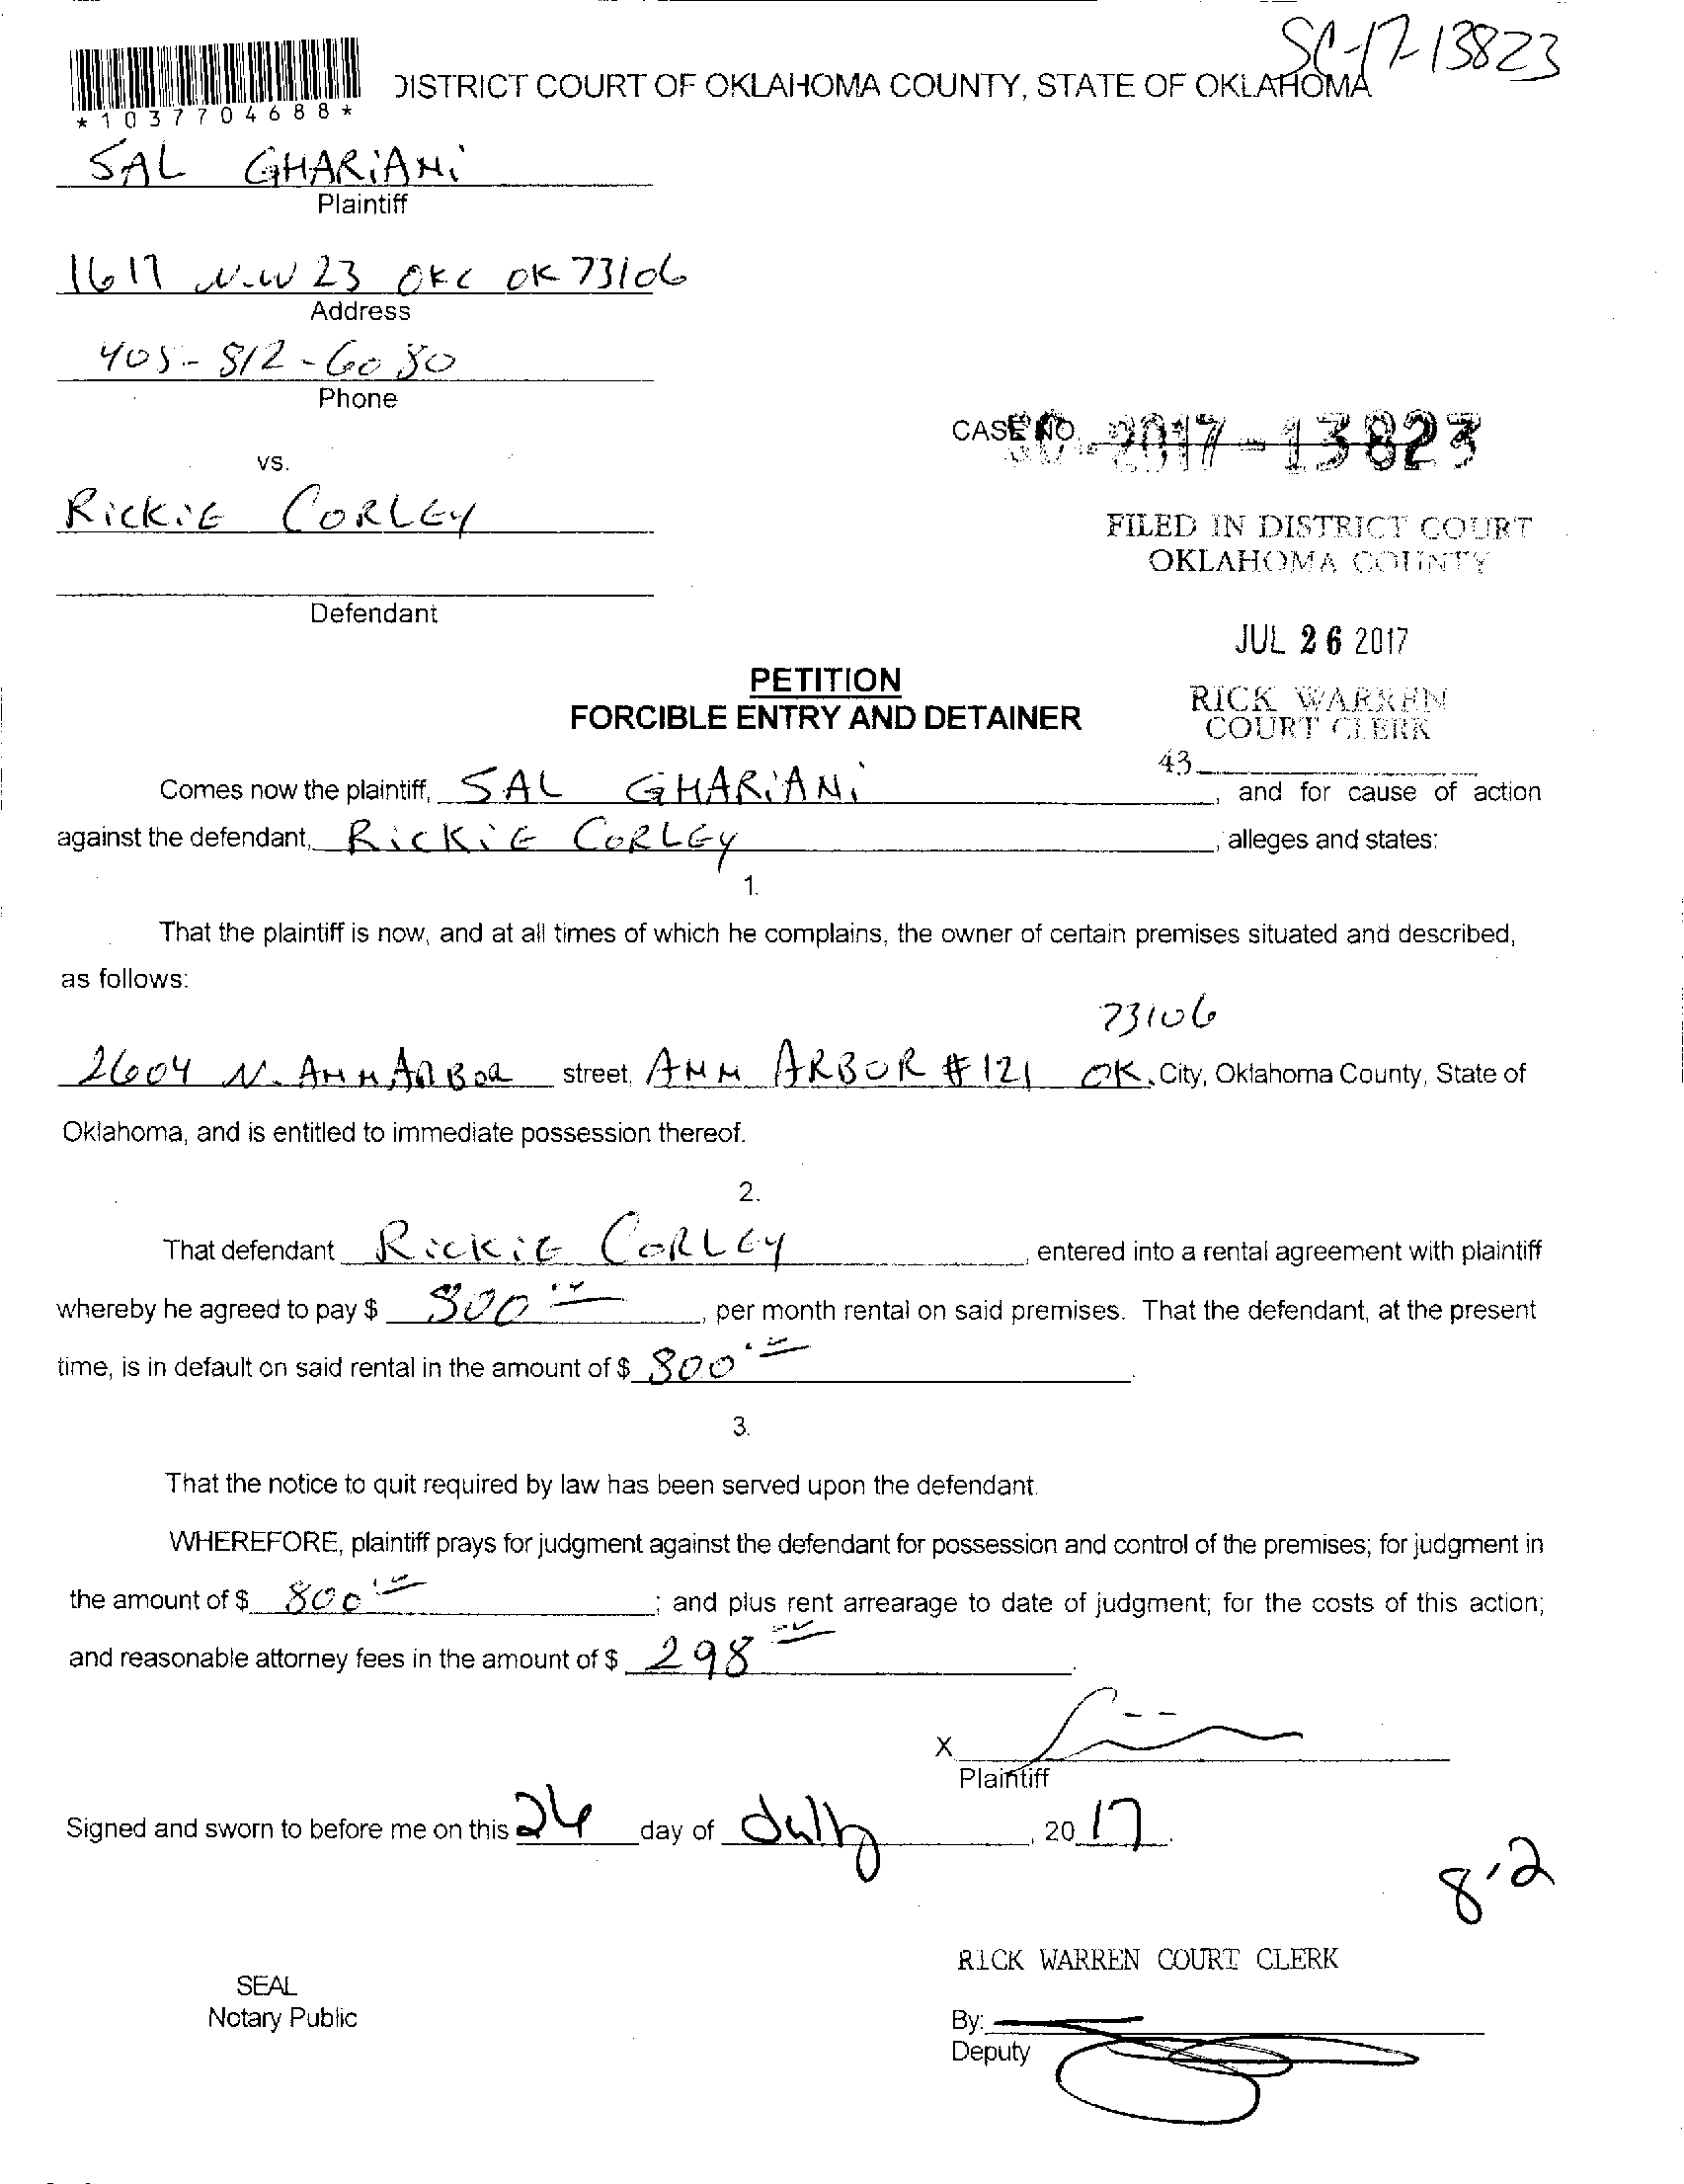 SC-17-13823
DISTRICT COURT OF OKLAHOMA COUNTY, STATE OF OKLAHOMA
*1037704688*
SAL GHARIANI
Plaintiff
1617 N.W 23 OKC OK 73106
Address
405-812-6080
Phone
CASE NO. SC-2017-13823
vs.
RICKIE CORLEY
FILED IN DISTRICT COURT
OKLAHOMA COUNTY
Defendant
JUL 26 2017
PETITION
FORCIBLE ENTRY AND DETAINER
RICK WARREN
COURT CLERK
43
Comes now the plaintiff, SAL GHARIANI, and for cause of action
against the defendant, RICKIE CORLEY, alleges and states:
1.
That the plaintiff is now, and at all times of which he complains, the owner of certain premises situated and described,
as follows:
73106
2604 N. ANN ARBOR street, ANN ARBOR #121 OK. City, Oklahoma County, State of
Oklahoma, and is entitled to immediate possession thereof.
2.
That defendant RICKIE CORLEY, entered into a rental agreement with plaintiff
whereby he agreed to pay $ 800, per month rental on said premises. That the defendant, at the present
time, is in default on said rental in the amount of $ 800.
3.
That the notice to quit required by law has been served upon the defendant.
WHEREFORE, plaintiff prays for judgment against the defendant for possession and control of the premises; for judgment in
the amount of $ 800; and plus rent arrearage to date of judgment; for the costs of this action;
and reasonable attorney fees in the amount of $ 298.
X
Plaintiff
Signed and sworn to before me on this 26 day of July, 2017.
8-2
RICK WARREN COURT CLERK
SEAL
Notary Public
By:
Deputy